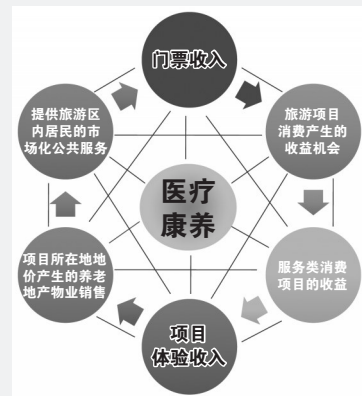 门票收入
旅游项目
消费产生的
收益机会
服务类消费
项目的收益
项目
体验收入
项目所在地地
价产生的养老
地产物业销售
提供旅游区
内居民的市
场化公共服务
医疗
康养